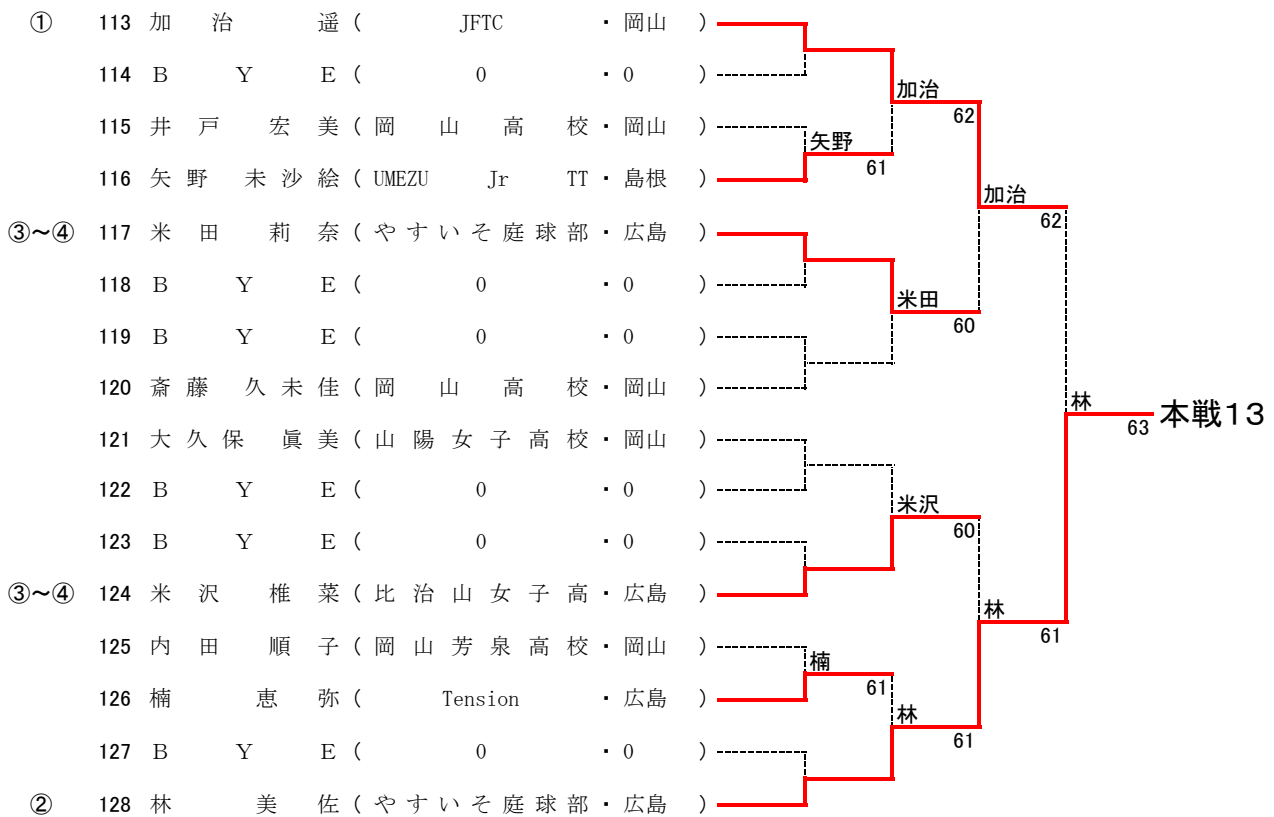 ① 113 加治 遥 ( JFTC ・ 岡山 )
114 B Y E ( 0 ・ 0 )
加治
115 井戸 宏美 ( 岡山高校 ・ 岡山 ) 62
矢野
116 矢野 未沙絵 ( UMEZU Jr TT ・ 島根 ) 61
加治
③～④ 117 米田 莉奈 ( やすいそ庭球部 ・ 広島 ) 62
118 B Y E ( 0 ・ 0 )
米田
119 B Y E ( 0 ・ 0 ) 60
120 斎藤 久未佳 ( 岡山高校 ・ 岡山 )
林 本戦13
121 大久保 眞美 ( 山陽女子高校 ・ 岡山 ) 63
122 B Y E ( 0 ・ 0 )
米沢
123 B Y E ( 0 ・ 0 ) 60
③～④ 124 米沢 椎菜 ( 比治山女子高 ・ 広島 )
林
125 内田 順子 ( 岡山芳泉高校 ・ 岡山 ) 61
楠
126 楠 恵弥 ( Tension ・ 広島 ) 61
林
127 B Y E ( 0 ・ 0 ) 61
② 128 林 美佐 ( やすいそ庭球部 ・ 広島 )